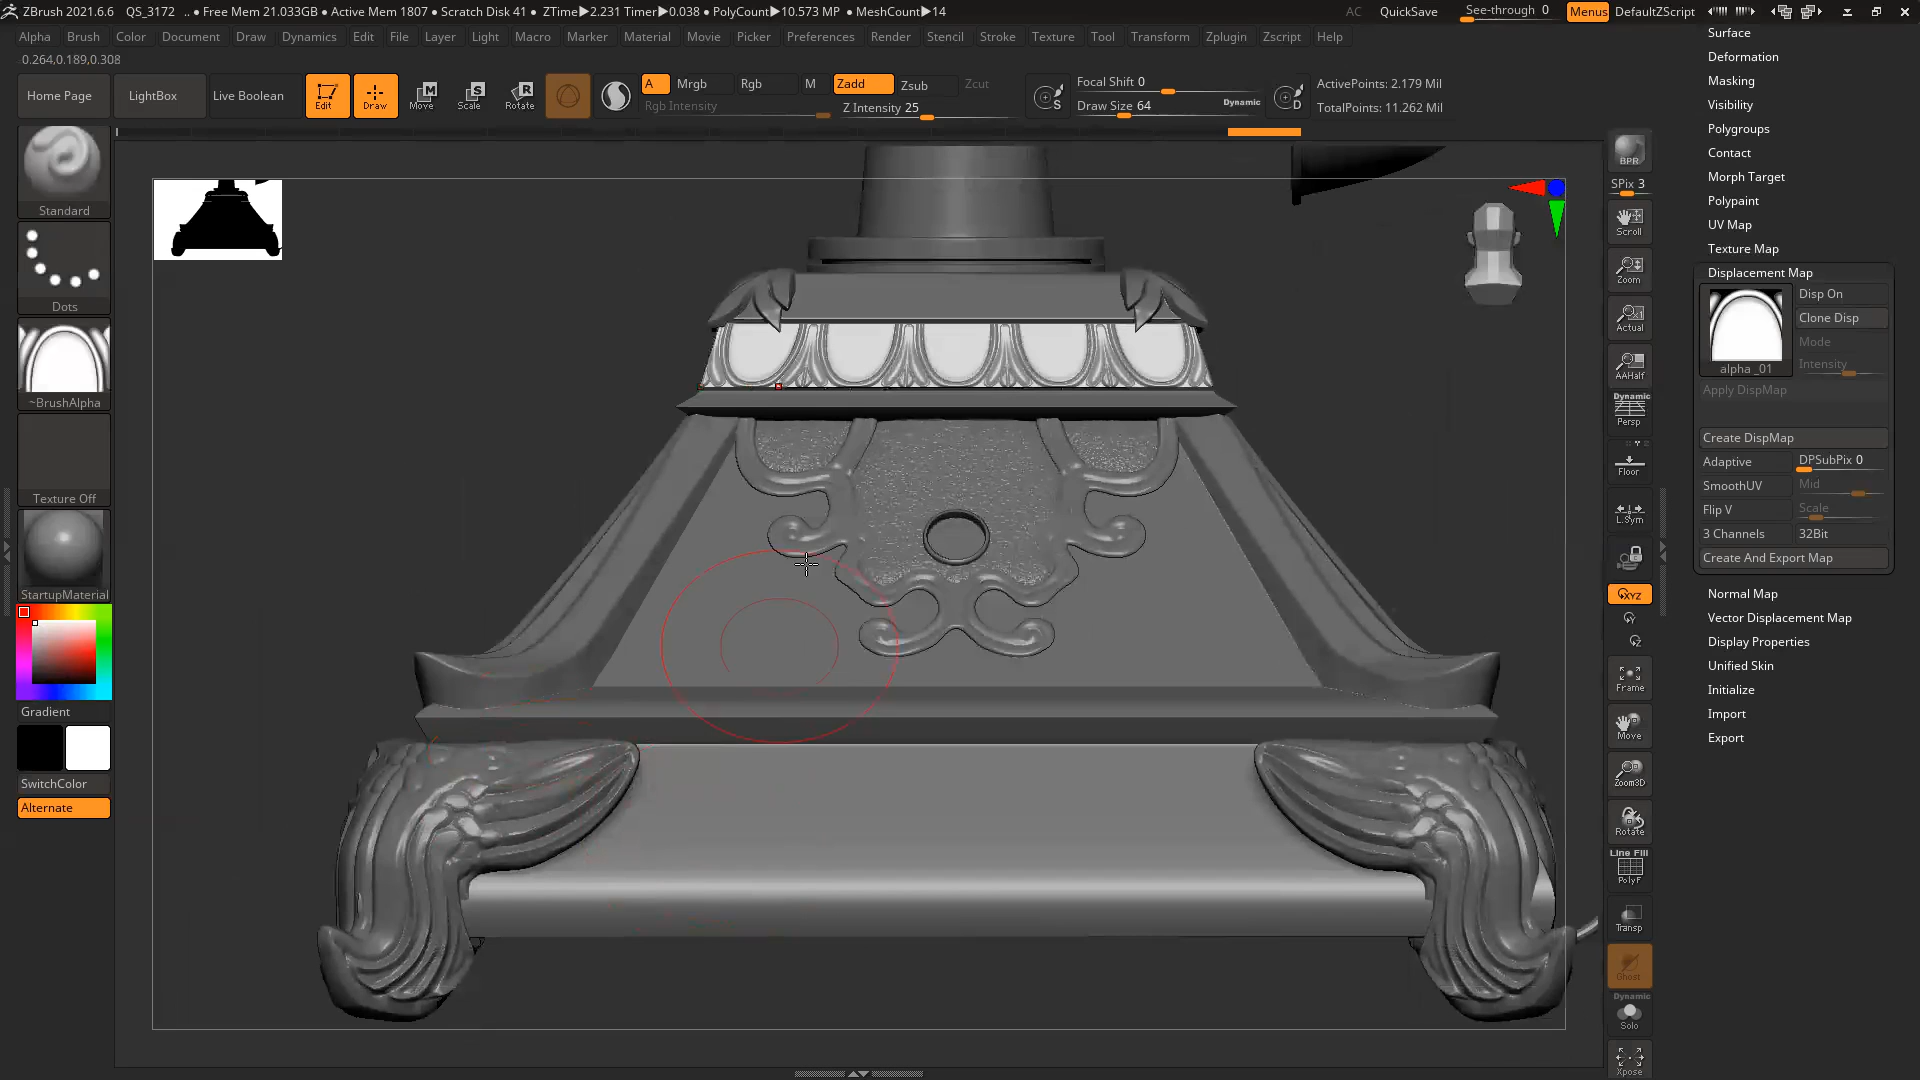 ZBrush 2021.6.6 QS_3172 .. ● Free Mem 21.033GB ● Active Mem 1807 ● Scratch Disk 41 ● ZTime▶2.231 Timer▶0.038 ● PolyCount▶10.573 MP ● MeshCount▶14 AC QuickSave See-through 0 Menus DefaultZScript
Alpha Brush Color Document Draw Dynamics Edit File Layer Light Macro Marker Material Movie Picker Preferences Render Stencil Stroke Texture Tool Transform Zplugin Zscript Help
0.264,0.189,0.308
Home Page LightBox Live Boolean Edit Draw Move Scale Rotate
A Mrgb Rgb M Zadd Zsub Zcut
Rgb Intensity Z Intensity 25
Focal Shift 0
Draw Size 64 Dynamic
S D
ActivePoints: 2.179 Mil
TotalPoints: 11.262 Mil
Standard
Dots
~BrushAlpha
Texture Off
StartupMaterial
Gradient
SwitchColor
Alternate
BPR
SPix 3
Scroll
Zoom
Actual
AAHalf
Dynamic
Persp
Floor
L.Sym
XYZ
Y
Z
Frame
Move
Zoom3D
Rotate
Line Fill
PolyF
Transp
Ghost
Dynamic
Solo
Xpose
Surface
Deformation
Masking
Visibility
Polygroups
Contact
Morph Target
Polypaint
UV Map
Texture Map
Displacement Map
alpha _01
Disp On
Clone Disp
Mode
Intensity
Apply DispMap
Create DispMap
Adaptive DPSubPix 0
SmoothUV Mid
Flip V Scale
3 Channels 32Bit
Create And Export Map
Normal Map
Vector Displacement Map
Display Properties
Unified Skin
Initialize
Import
Export